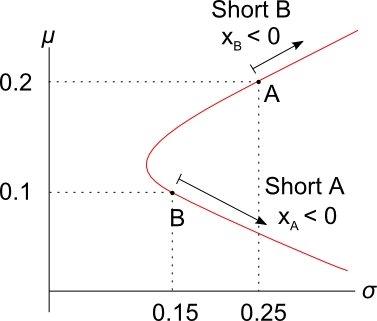 Short B
x_B < 0
μ
0.2
A
0.1
B
Short A
x_A < 0
σ
0.15
0.25